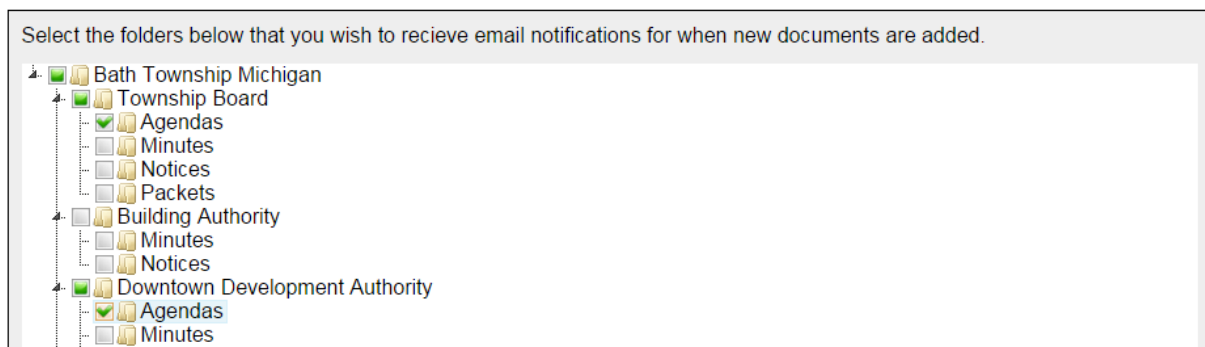 Select the folders below that you wish to recieve email notifications for when new documents are added.
Bath Township Michigan
Township Board
Agendas
Minutes
Notices
Packets
Building Authority
Minutes
Notices
Downtown Development Authority
Agendas
Minutes